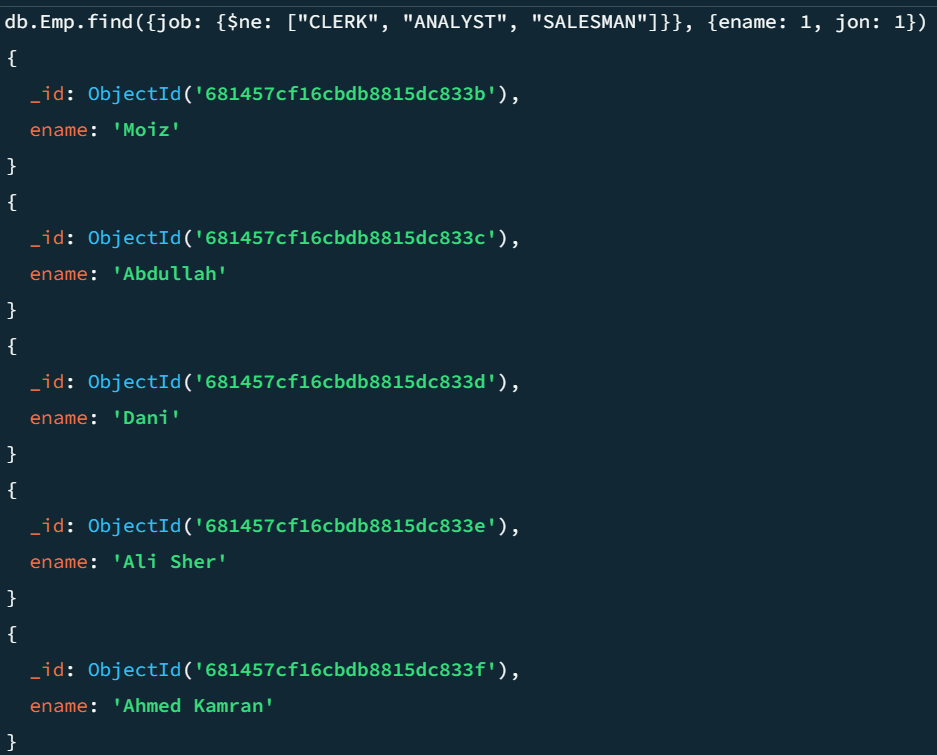 db.Emp.find({job: {$ne: ["CLERK", "ANALYST", "SALESMAN"]}}, {ename: 1, jon: 1})
{
  _id: ObjectId('681457cf16cbdb8815dc833b'),
  ename: 'Moiz'
}
{
  _id: ObjectId('681457cf16cbdb8815dc833c'),
  ename: 'Abdullah'
}
{
  _id: ObjectId('681457cf16cbdb8815dc833d'),
  ename: 'Dani'
}
{
  _id: ObjectId('681457cf16cbdb8815dc833e'),
  ename: 'Ali Sher'
}
{
  _id: ObjectId('681457cf16cbdb8815dc833f'),
  ename: 'Ahmed Kamran'
}